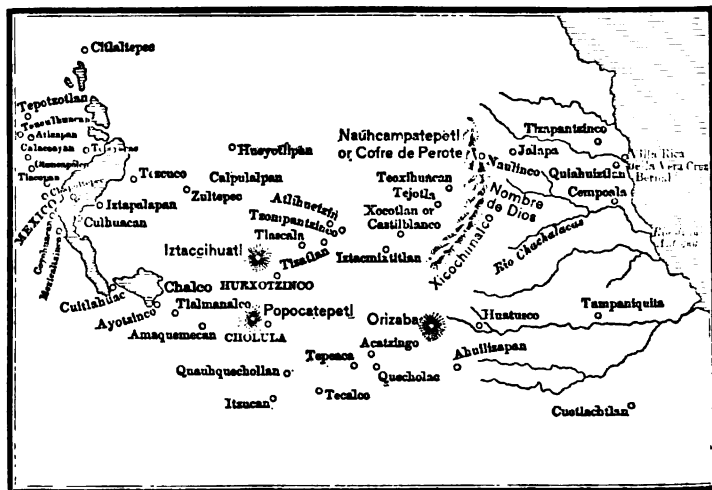 Citlaltepec
Tepotzotlan
Atizapan
Tezcuco
Hueyotlipan
Calpulalpan
Zultepec
Iztapalapan
Culhuacan
MEXICO
Atlihuetzin
Tzompantzinco
Tlascala
Tizatlan
Iztaccihuatl
HUEXOTZINCO
Nauhcampatepetl
or Cofre de Perote
Teoxihuacan
Tejotla
Xocotlan or
Castilblanco
Iztacmixtitlan
Jalapa
Naulinco
Nombre
de Dios
Xicochimalco
Tizapantzinco
Quiahuiztlan
Villa Rica
De la Vera Cruz
Bernal
Cempoala
Rio Chachalacas
Chalco
Cuitlahuac
Ayotzinco
Tlalmanalco
Amaquemecan
Popocatepetl
CHOLULA
Orizaba
Huatusco
Tampaniquita
Acatzingo
Tepeaca
Quecholac
Ahuilizapan
Quauhquechollan
Itzucan
Tecalco
Cuetlachtlan